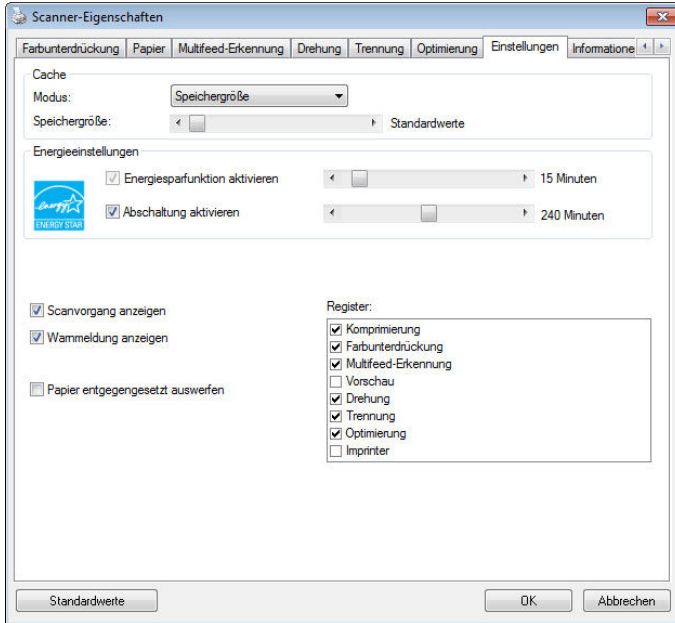 Scanner-Eigenschaften
Farbunterdrückung Papier Multifeed-Erkennung Drehung Trennung Optimierung Einstellungen Informatione
Cache
Modus: Speichergröße
Speichergröße: Standardwerte
Energieeinstellungen
Energiesparfunktion aktivieren 15 Minuten
energy
ENERGY STAR
Abschaltung aktivieren 240 Minuten
Scanvorgang anzeigen
Warnmeldung anzeigen
Papier entgegengesetzt auswerfen
Register:
Komprimierung
Farbunterdrückung
Multifeed-Erkennung
Vorschau
Drehung
Trennung
Optimierung
Imprinter
Standardwerte OK Abbrechen